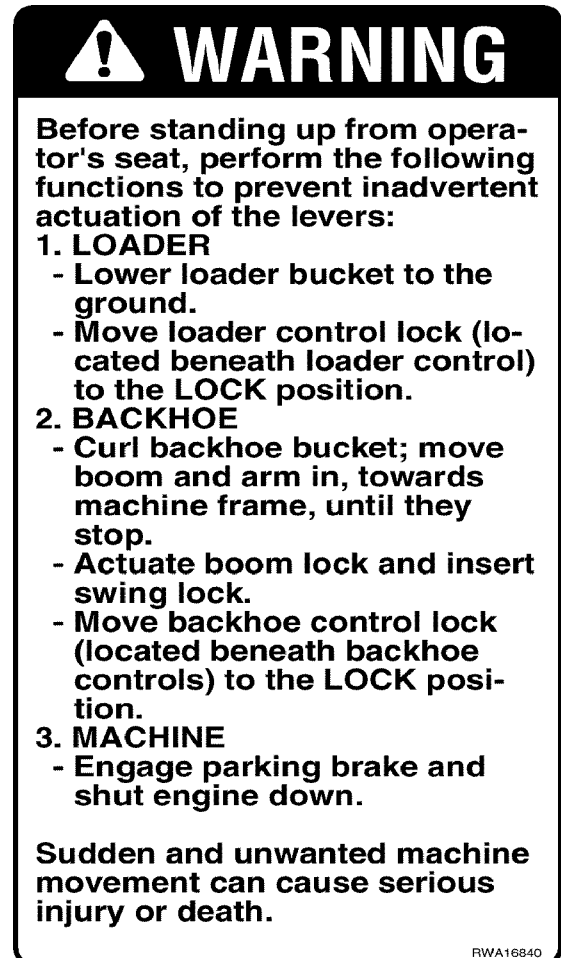 WARNING
Before standing up from opera-
tor's seat, perform the following
functions to prevent inadvertent
actuation of the levers:
1. LOADER
- Lower loader bucket to the
ground.
- Move loader control lock (lo-
cated beneath loader control)
to the LOCK position.
2. BACKHOE
- Curl backhoe bucket; move
boom and arm in, towards
machine frame, until they
stop.
- Actuate boom lock and insert
swing lock.
- Move backhoe control lock
(located beneath backhoe
controls) to the LOCK posi-
tion.
3. MACHINE
- Engage parking brake and
shut engine down.
Sudden and unwanted machine
movement can cause serious
injury or death.
RWA16840